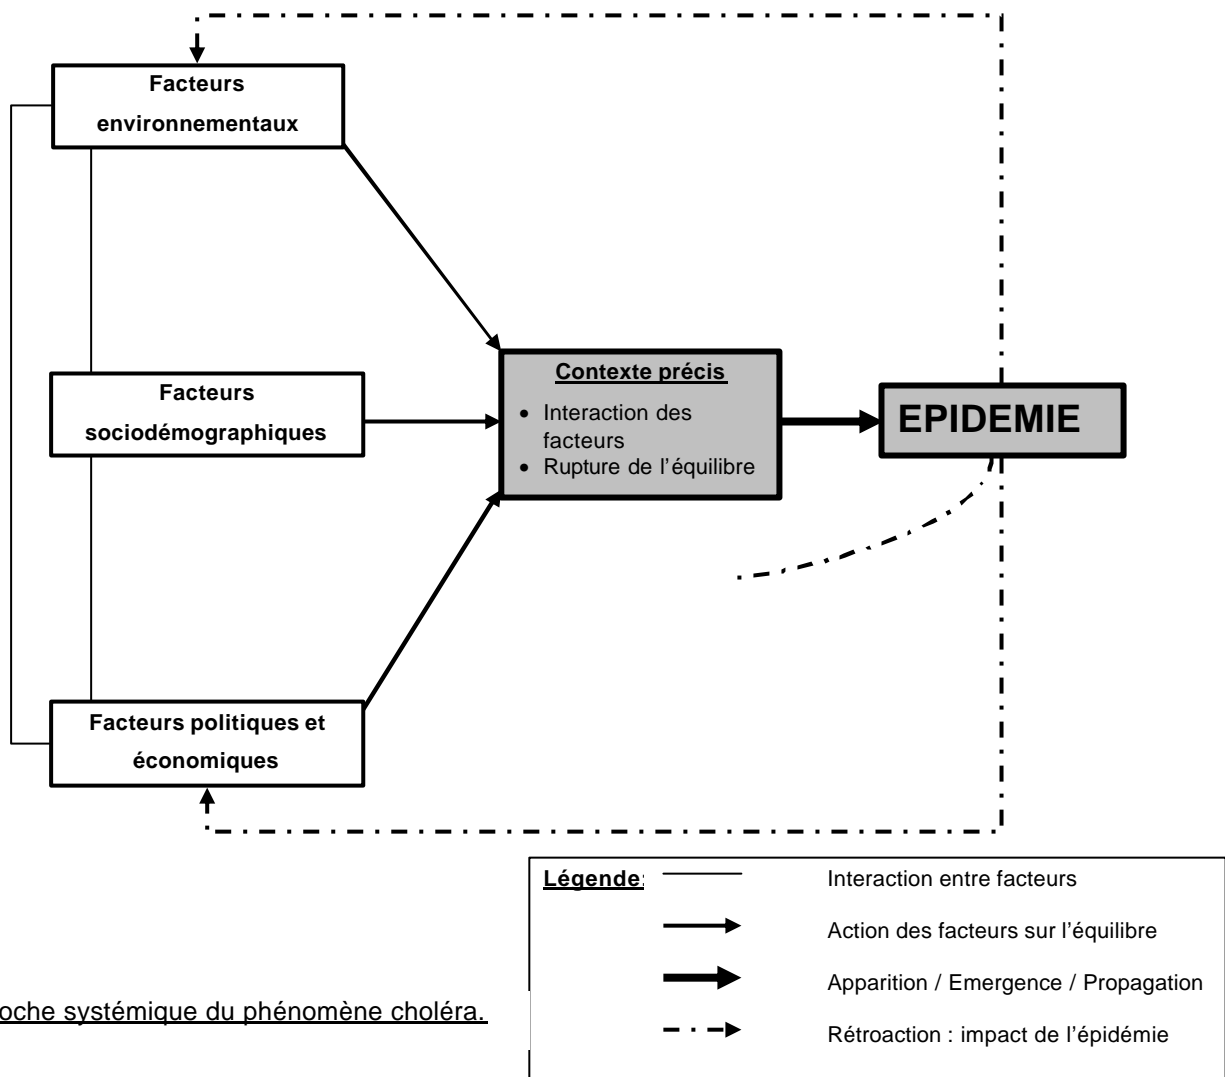 Facteurs
environnementaux
Facteurs
sociodémographiques
Contexte précis
• Interaction des
facteurs
• Rupture de l'équilibre
EPIDEMIE
Facteurs politiques et
économiques
Légende:
Interaction entre facteurs
Action des facteurs sur l'équilibre
Apparition / Emergence / Propagation
Rétroaction : impact de l'épidémie
oche systémique du phénomène choléra.